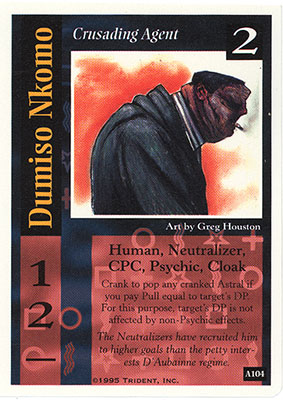 Crusading Agent
2
Dumiso Nkomo
Art by Greg Houston
1
2
Human, Neutralizer,
CPC, Psychic, Cloak
Crank to pop any cranked Astral if
you pay Pull equal to target's DP.
For this purpose, target's DP is not
affected by non-Psychic effects.
The Neutralizers have recruited him
to higher goals than the petty inter-
ests D'Aubainne regime.
©1995 TRIDENT, INC.
A104